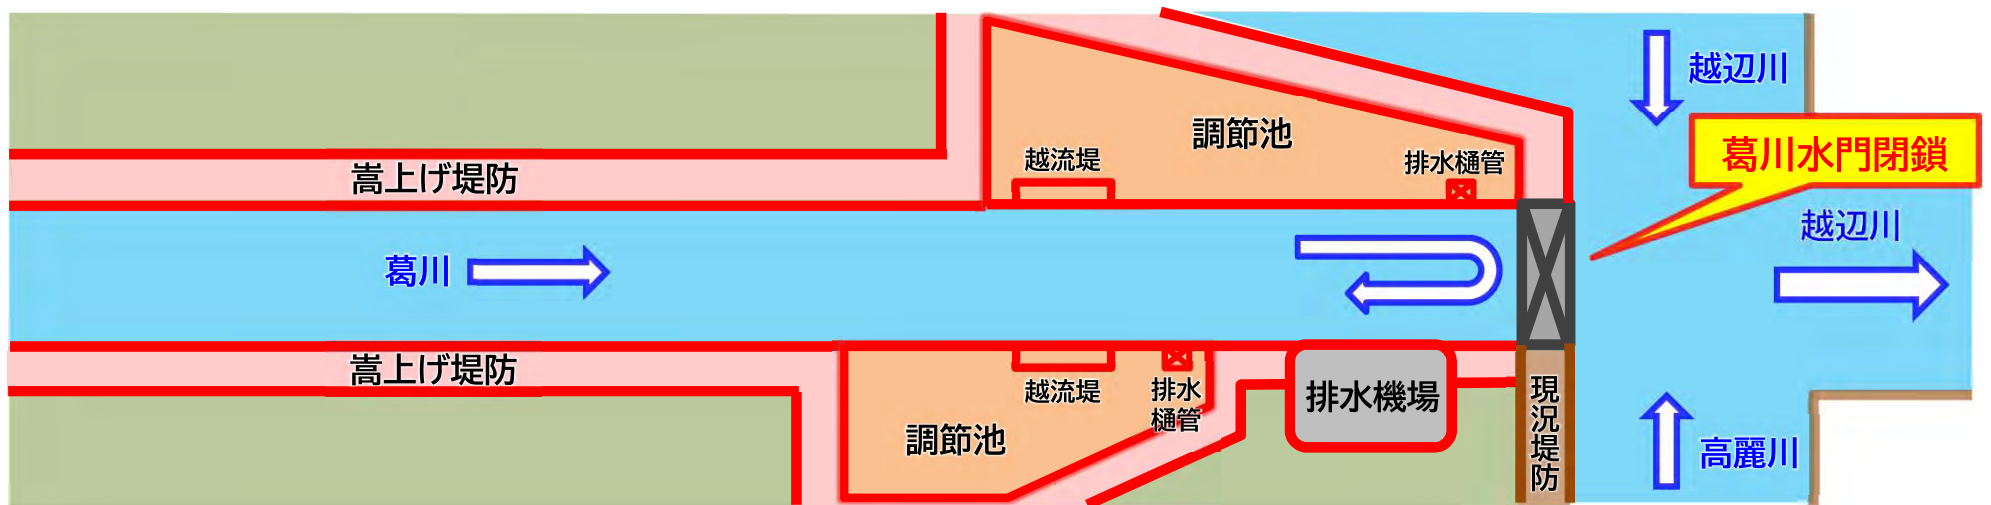 越辺川
調節池
葛川水門閉鎖
越流堤
排水樋管
嵩上げ堤防
越辺川
葛川
嵩上げ堤防
越流堤
排水
樋管
排水機場
現況堤防
調節池
高麗川